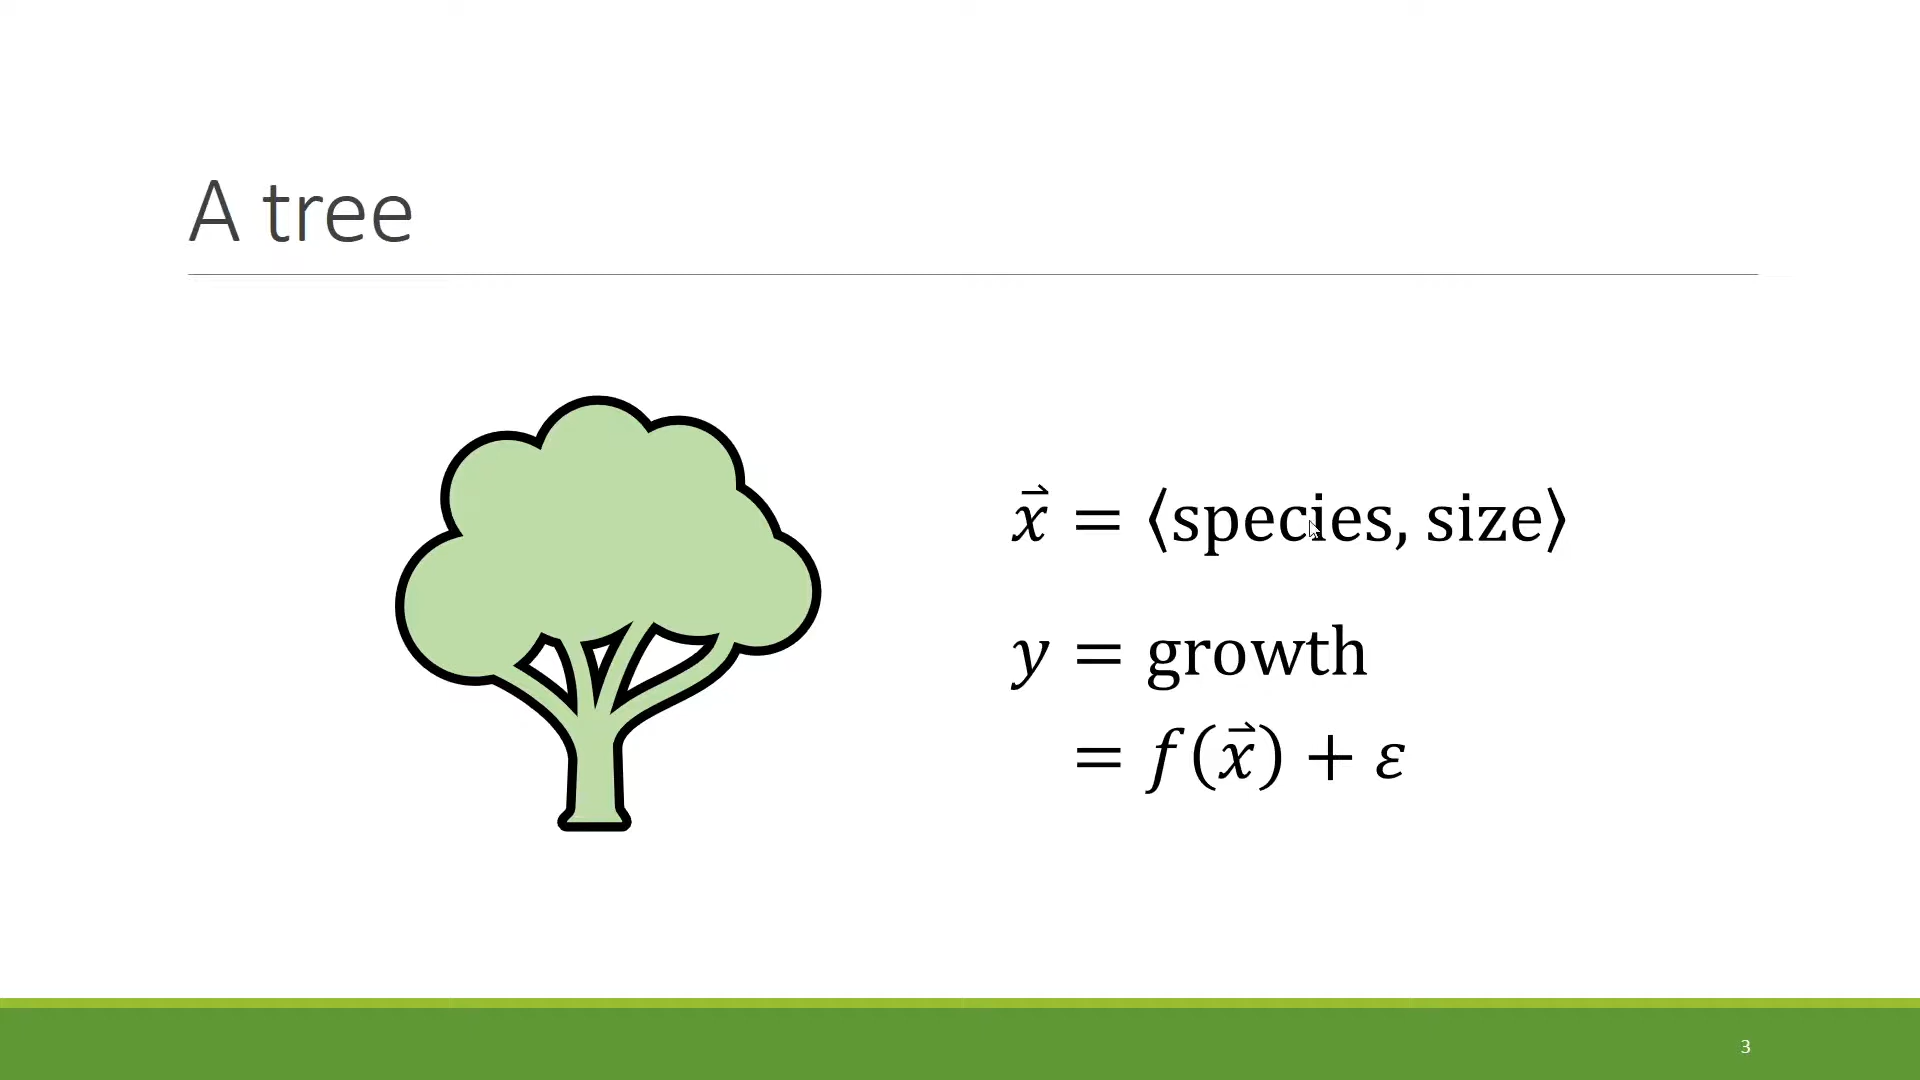 A tree
x⃑ = ⟨species, size⟩
y = growth
= f(x⃑) + ε
3